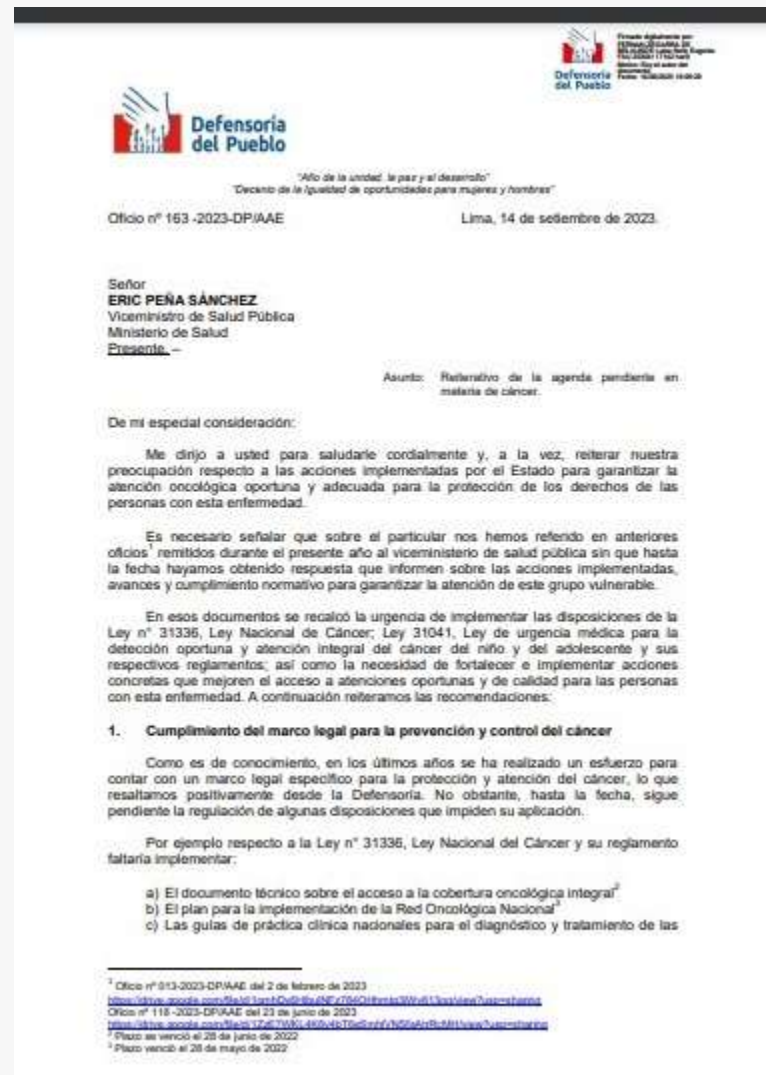 Firmado digitalmente por:
Defensoría
del Pueblo
Defensoría
del Pueblo
"Año de la unidad, la paz y el desarrollo"
"Decenio de la Igualdad de oportunidades para mujeres y hombres"
Oficio nº 163 -2023-DP/AAE Lima, 14 de setiembre de 2023.
Señor
ERIC PEÑA SÁNCHEZ
Viceministro de Salud Pública
Ministerio de Salud
Presente. –
Asunto: Reiterativo de la agenda pendiente en
materia de cáncer.
De mi especial consideración:
Me dirijo a usted para saludarle cordialmente y, a la vez, reiterar nuestra
preocupación respecto a las acciones implementadas por el Estado para garantizar la
atención oncológica oportuna y adecuada para la protección de los derechos de las
personas con esta enfermedad.
Es necesario señalar que sobre el particular nos hemos referido en anteriores
oficios¹ remitidos durante el presente año al viceministerio de salud pública sin que hasta
la fecha hayamos obtenido respuesta que informen sobre las acciones implementadas,
avances y cumplimiento normativo para garantizar la atención de este grupo vulnerable.
En esos documentos se recalcó la urgencia de implementar las disposiciones de la
Ley n° 31336, Ley Nacional de Cáncer; Ley 31041, Ley de urgencia médica para la
detección oportuna y atención integral del cáncer del niño y del adolescente y sus
respectivos reglamentos; así como la necesidad de fortalecer e implementar acciones
concretas que mejoren el acceso a atenciones oportunas y de calidad para las personas
con esta enfermedad. A continuación reiteramos las recomendaciones:
1. Cumplimiento del marco legal para la prevención y control del cáncer
Como es de conocimiento, en los últimos años se ha realizado un esfuerzo para
contar con un marco legal específico para la protección y atención del cáncer, lo que
resaltamos positivamente desde la Defensoría. No obstante, hasta la fecha, sigue
pendiente la regulación de algunas disposiciones que impiden su aplicación.
Por ejemplo respecto a la Ley n° 31336, Ley Nacional del Cáncer y su reglamento
faltaría implementar:
a) El documento técnico sobre el acceso a la cobertura oncológica integral²
b) El plan para la implementación de la Red Oncológica Nacional³
c) Las guías de práctica clínica nacionales para el diagnóstico y tratamiento de las
¹ Oficio nº 013-2023-DP/AAE del 2 de febrero de 2023
Oficio nº 118 -2023-DP/AAE del 23 de junio de 2023
² Plazo se venció el 28 de junio de 2022
³ Plazo venció el 28 de mayo de 2022